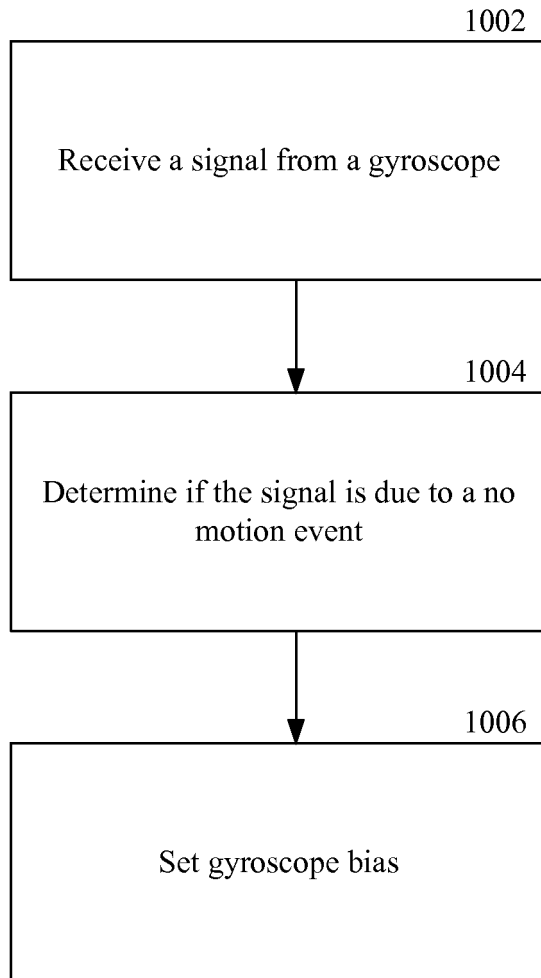 1002
Receive a signal from a gyroscope
1004
Determine if the signal is due to a no
motion event
1006
Set gyroscope bias